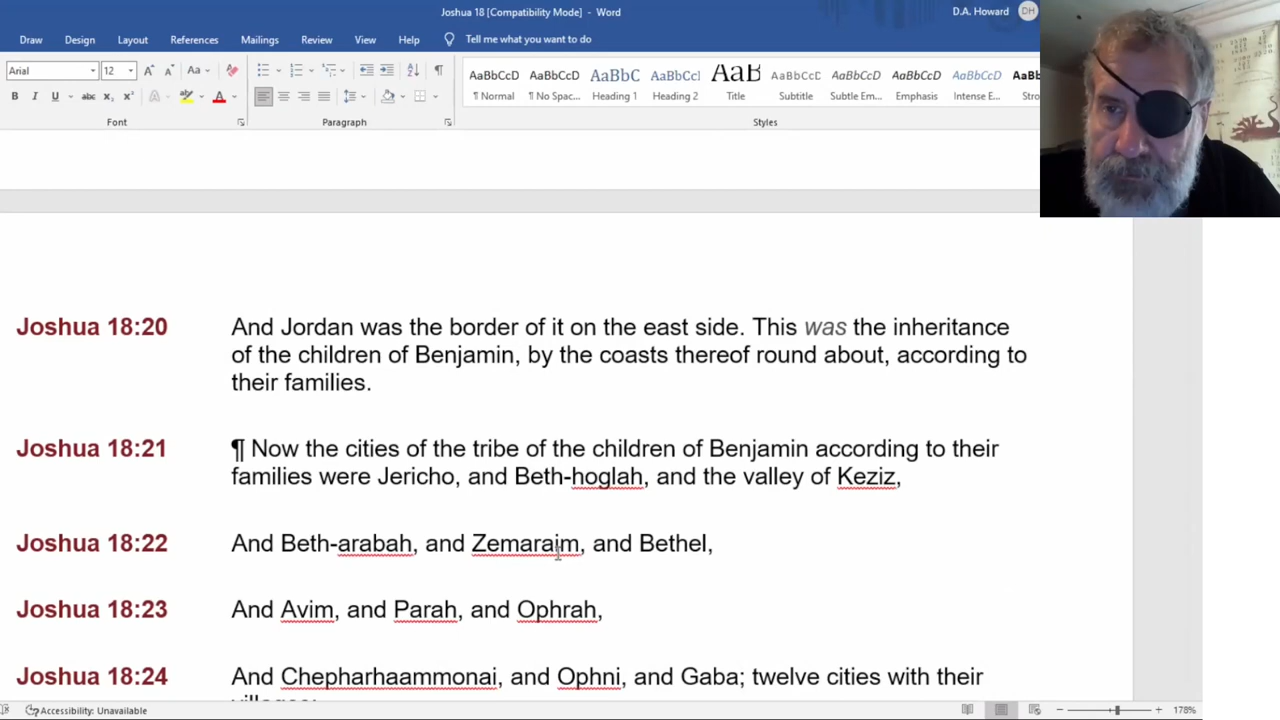 Joshua 18 [Compatibility Mode] - Word
D.A. Howard DH
Draw Design Layout References Mailings Review View Help Tell me what you want to do
Arial 12
AaBbCcD AaBbCcD AaBbC AaBbCcl AaB AaBbCcD AaBbCcD AaBbCcD AaBbCcD AaBb
¶ Normal ¶ No Spac... Heading 1 Heading 2 Title Subtitle Subtle Em... Emphasis Intense E... Stro
Font Paragraph Styles
Joshua 18:20 And Jordan was the border of it on the east side. This was the inheritance
of the children of Benjamin, by the coasts thereof round about, according to
their families.
Joshua 18:21 ¶ Now the cities of the tribe of the children of Benjamin according to their
families were Jericho, and Beth-hoglah, and the valley of Keziz,
Joshua 18:22 And Beth-arabah, and Zemaraim, and Bethel,
Joshua 18:23 And Avim, and Parah, and Ophrah,
Joshua 18:24 And Chepharhaammonai, and Ophni, and Gaba; twelve cities with their
Accessibility: Unavailable 178%